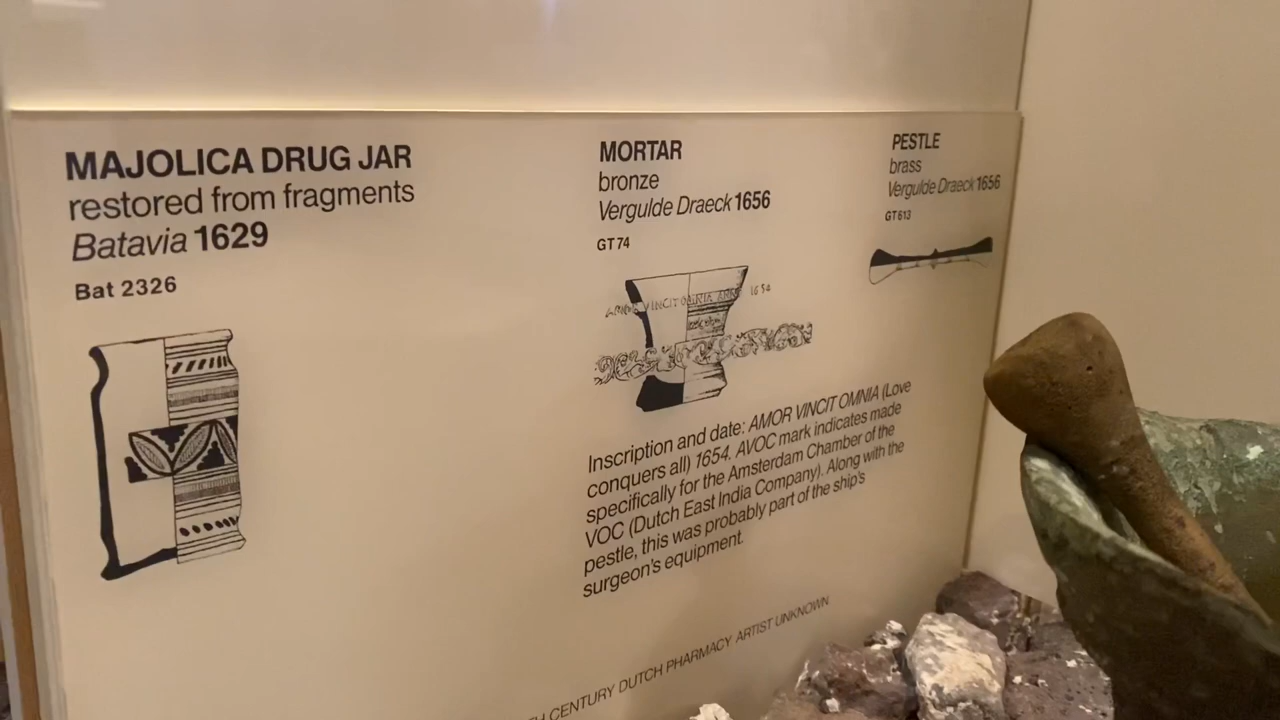 MAJOLICA DRUG JAR
restored from fragments
Batavia 1629
Bat 2326
MORTAR
bronze
Vergulde Draeck 1656
GT 74
AMOR VINCIT OMNIA ANNO 1654
Inscription and date: AMOR VINCIT OMNIA (Love
conquers all) 1654. AVOC mark indicates made
specifically for the Amsterdam Chamber of the
VOC (Dutch East India Company). Along with the
pestle, this was probably part of the ship's
surgeon's equipment.
PESTLE
brass
Vergulde Draeck 1656
GT 613
CENTURY DUTCH PHARMACY ARTIST UNKNOWN